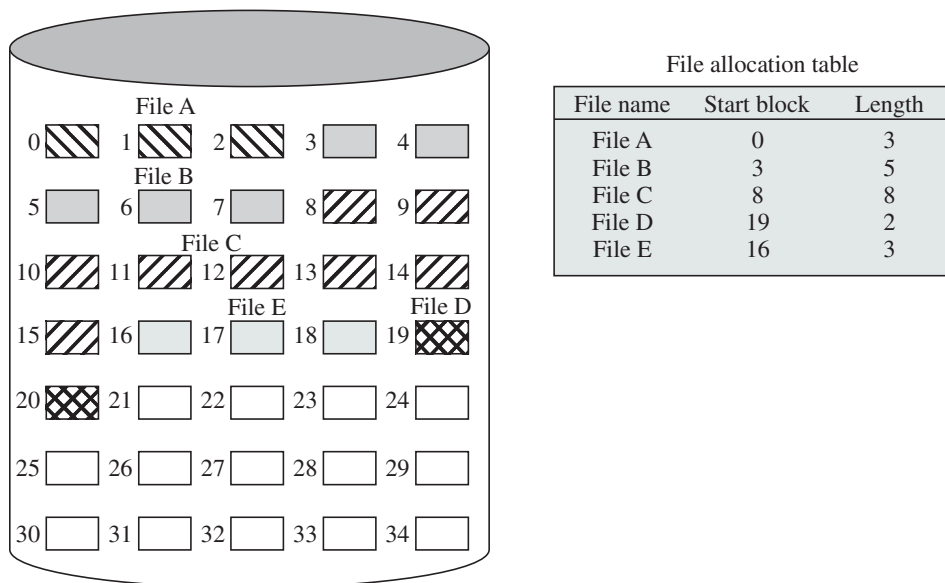 File allocation table
File name Start block Length
File A 0 3
File B 3 5
File C 8 8
File D 19 2
File E 16 3
File A
0 1 2 3 4
File B
5 6 7 8 9
File C
10 11 12 13 14
File E File D
15 16 17 18 19
20 21 22 23 24
25 26 27 28 29
30 31 32 33 34